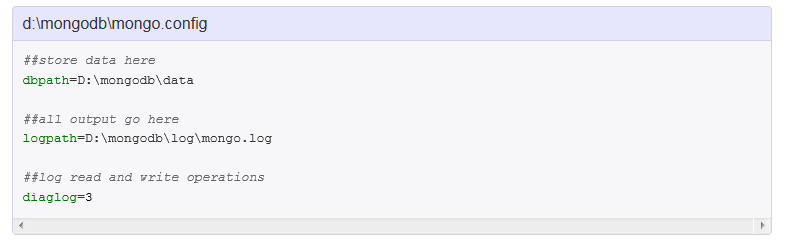 d:\mongodb\mongo.config
##store data here
dbpath=D:\mongodb\data
##all output go here
logpath=D:\mongodb\log\mongo.log
##log read and write operations
diaglog=3